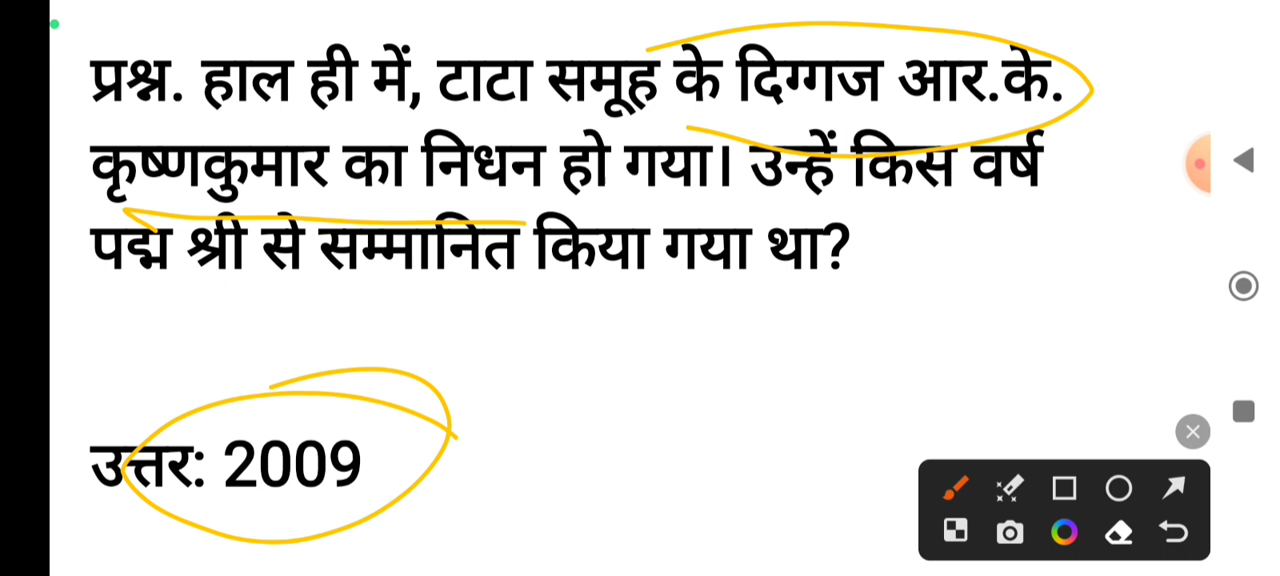 प्रश्न. हाल ही में, टाटा समूह के दिग्गज आर.के.
कृष्णकुमार का निधन हो गया। उन्हें किस वर्ष
पद्म श्री से सम्मानित किया गया था?
उत्तर: 2009